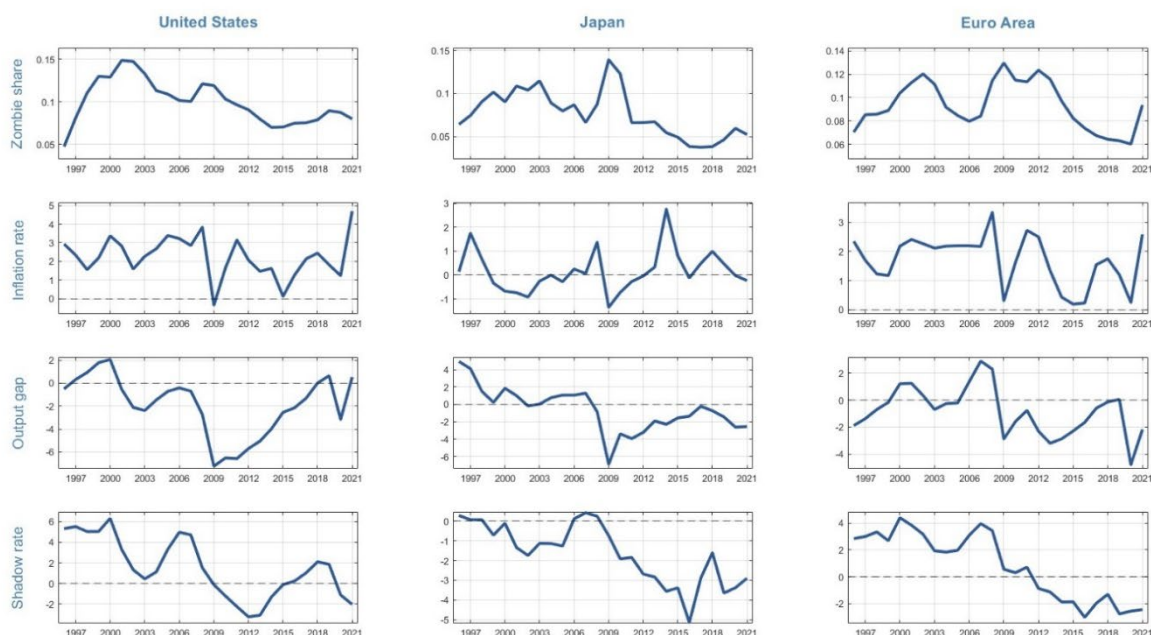 United States Japan Euro Area
Zombie share
0.15 0.15 0.14
0.12
0.1 0.1 0.1
0.08
0.05 0.05 0.06
1997 2000 2003 2006 2009 2012 2015 2018 2021 1997 2000 2003 2006 2009 2012 2015 2018 2021 1997 2000 2003 2006 2009 2012 2015 2018 2021
Inflation rate
5 3
4 2 3
3
2 1 2
1 0 1
0 -1 0
1997 2000 2003 2006 2009 2012 2015 2018 2021 1997 2000 2003 2006 2009 2012 2015 2018 2021 1997 2000 2003 2006 2009 2012 2015 2018 2021
Output gap
2 4 2
0 2
-2 0 0
-2 -2
-4 -4
-6 -6 -4
1997 2000 2003 2006 2009 2012 2015 2018 2021 1997 2000 2003 2006 2009 2012 2015 2018 2021 1997 2000 2003 2006 2009 2012 2015 2018 2021
Shadow rate
6 0 4
4 -1
-2 2
2 -3 0
0 -4
-2 -5 -2
1997 2000 2003 2006 2009 2012 2015 2018 2021 1997 2000 2003 2006 2009 2012 2015 2018 2021 1997 2000 2003 2006 2009 2012 2015 2018 2021